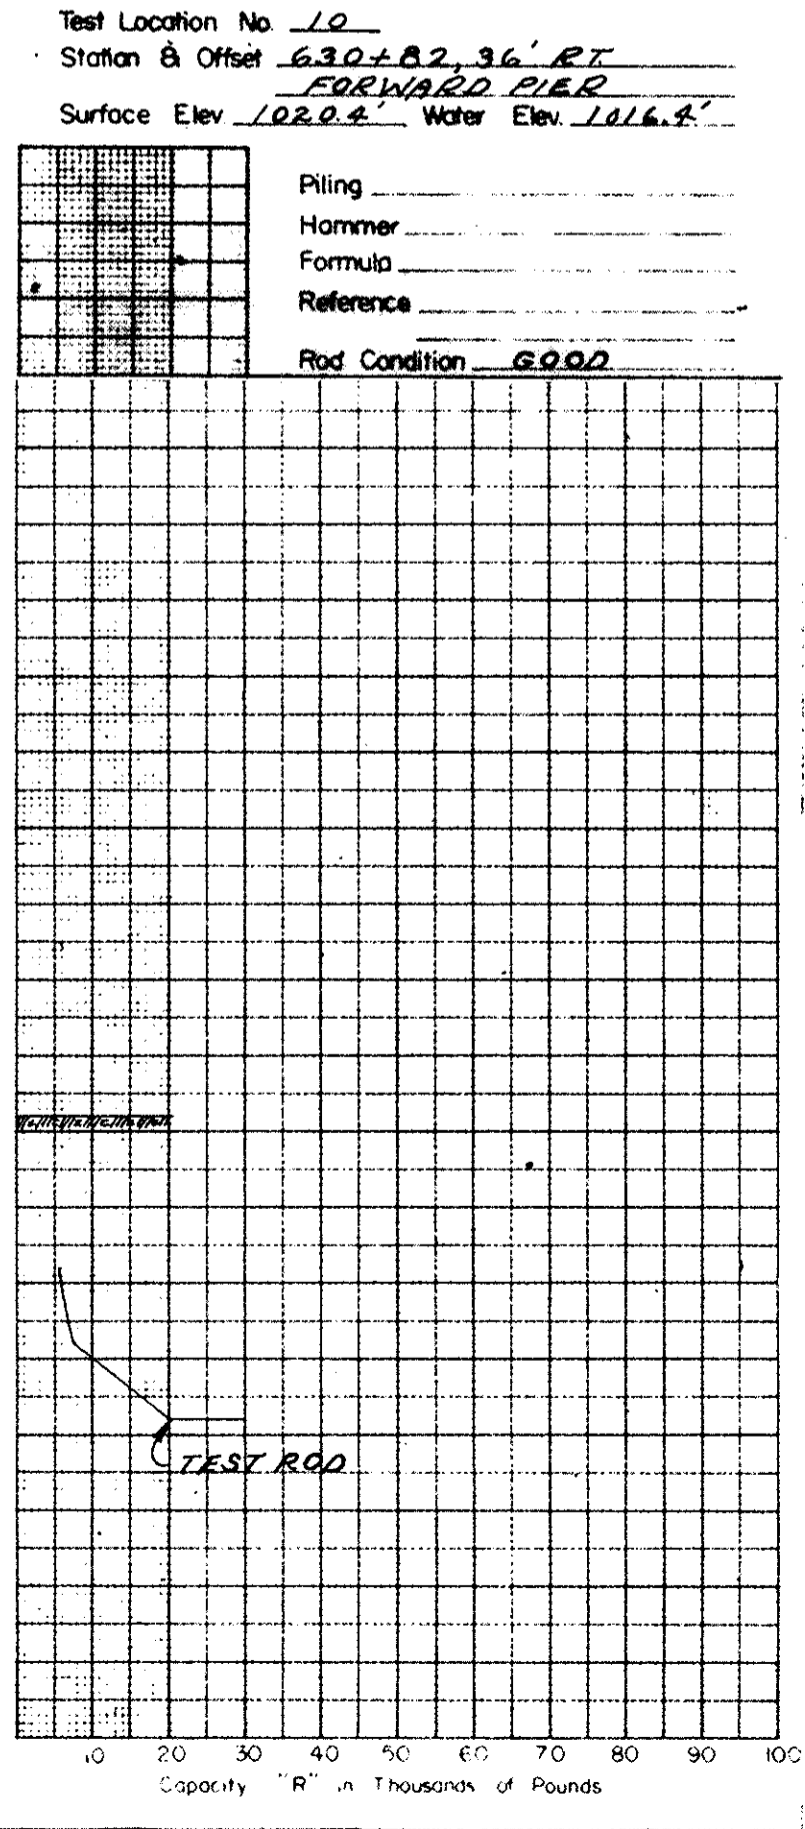 Test Location No. 10
Station & Offset 630+82, 36' RT.
FORWARD PIER
Surface Elev. 1020.4' Water Elev. 1016.4'
Piling
Hammer
Formula
Reference
Rod Condition GOOD
TEST ROD
10 20 30 40 50 60 70 80 90 100
Capacity "R" in Thousands of Pounds